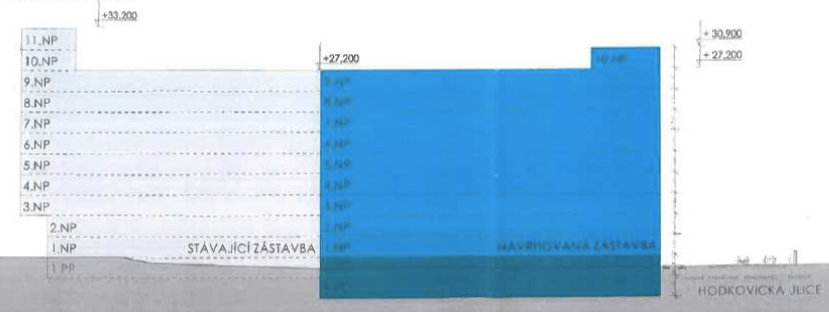 +33,200
11.NP
10.NP
9.NP
8.NP
7.NP
6.NP
5.NP
4.NP
3.NP
2.NP
1.NP
1.PP
STÁVAJÍCÍ ZÁSTAVBA
+27,200
10.NP
9.NP
8.NP
7.NP
6.NP
5.NP
4.NP
3.NP
2.NP
1.NP
NAVRHOVANÁ ZÁSTAVBA
+30,900
+27,200
HODKOVICKÁ ULICE